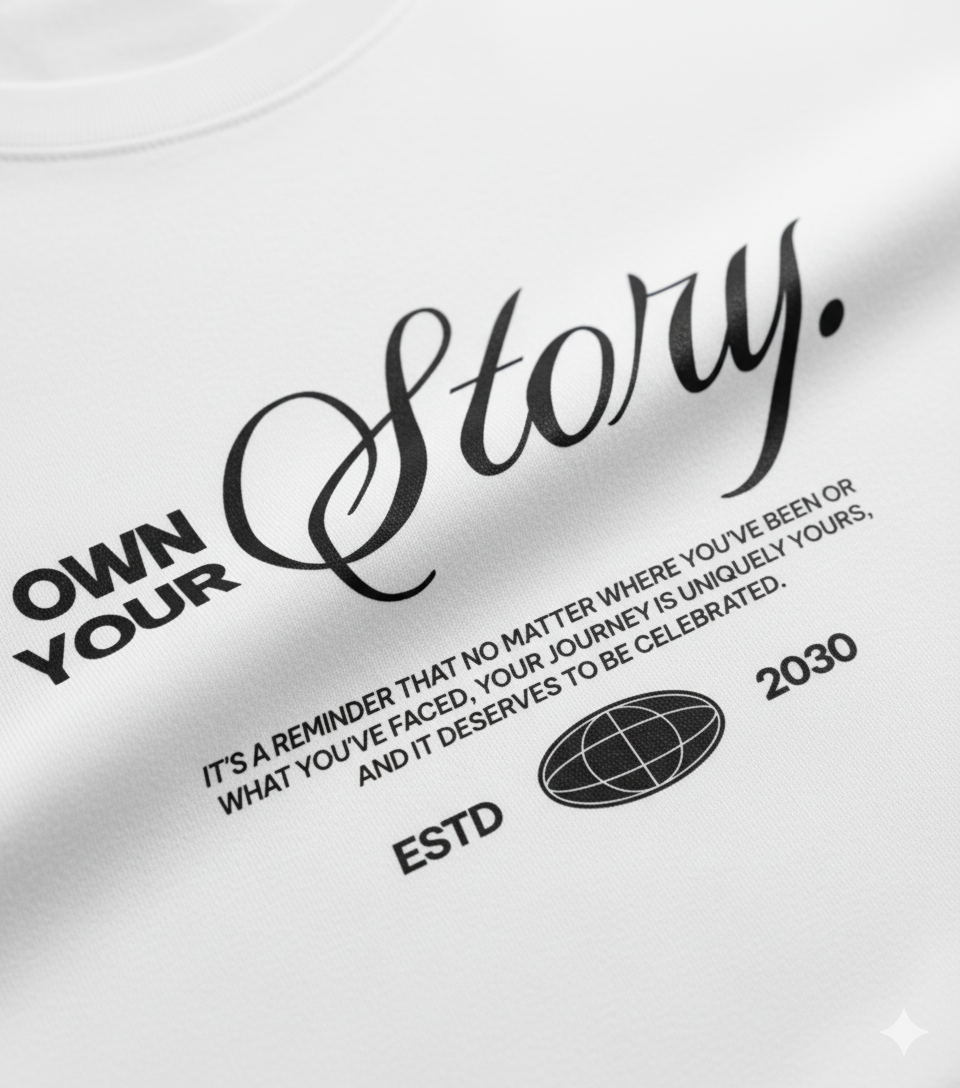 OWN
YOUR
Story.
IT'S A REMINDER THAT NO MATTER WHERE YOU'VE BEEN OR
WHAT YOU'VE FACED, YOUR JOURNEY IS UNIQUELY YOURS,
AND IT DESERVES TO BE CELEBRATED.
ESTD
2030